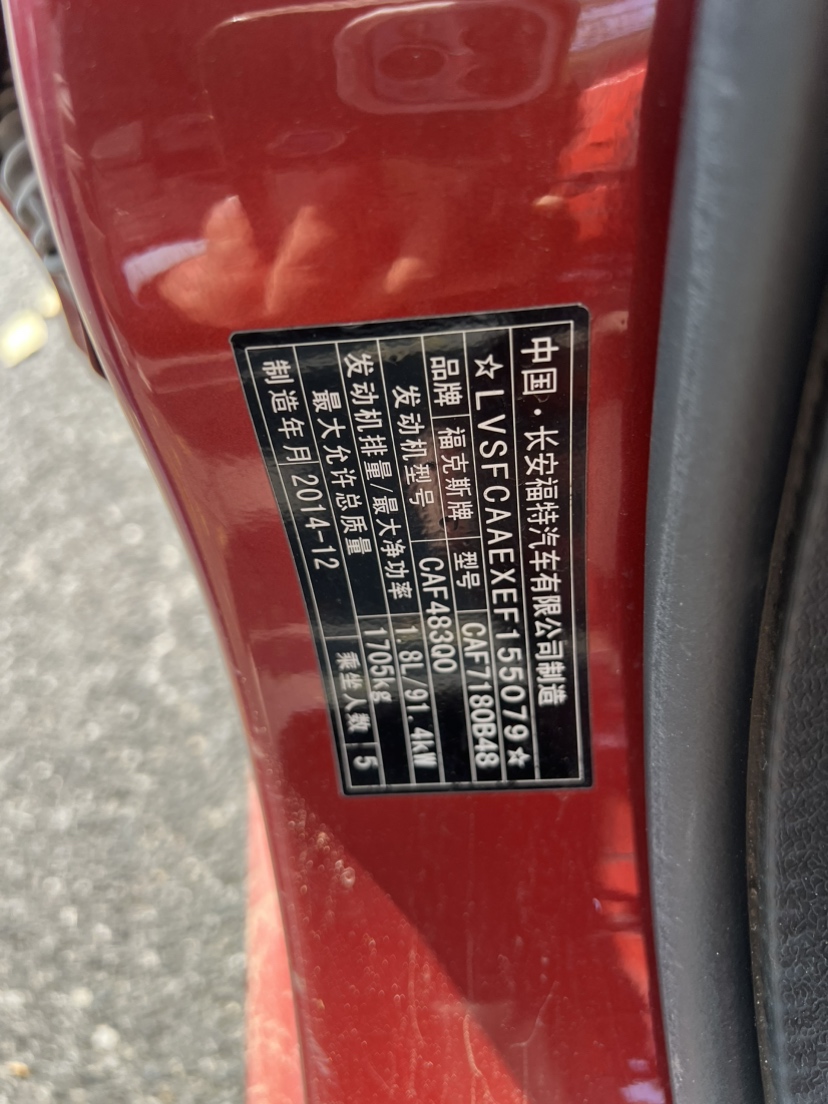 中国·长安福特汽车有限公司制造
☆LVSFCAAEXEF155079☆
品牌 福克斯牌 型号 CAF7180B48
发动机型号 CAF483Q0
发动机排量/最大净功率 1.8L/91.4kW
最大允许总质量 1705kg
制造年月 2014-12 乘坐人数 5